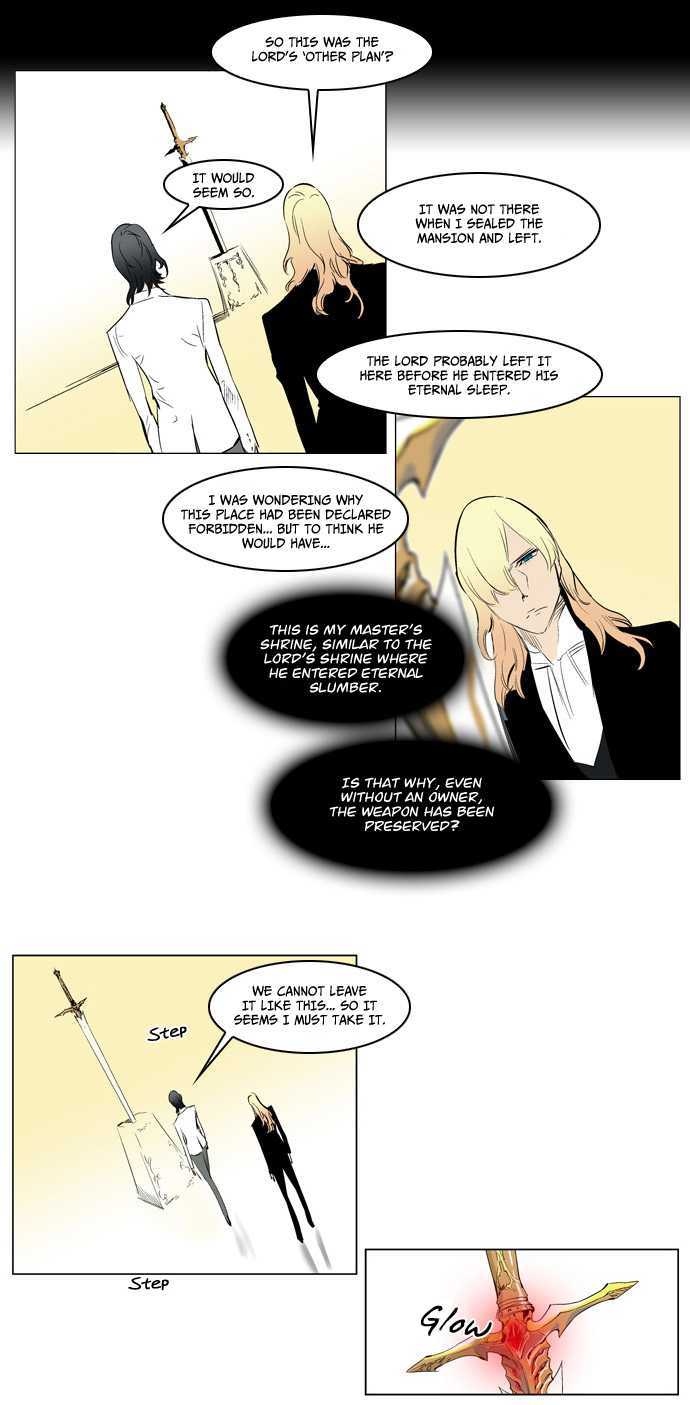 SO THIS WAS THE
LORD'S 'OTHER PLAN'?
IT WOULD
SEEM SO.
IT WAS NOT THERE
WHEN I SEALED THE
MANSION AND LEFT.
THE LORD PROBABLY LEFT IT
HERE BEFORE HE ENTERED HIS
ETERNAL SLEEP.
I WAS WONDERING WHY
THIS PLACE HAD BEEN DECLARED
FORBIDDEN... BUT TO THINK HE
WOULD HAVE...
THIS IS MY MASTER'S
SHRINE, SIMILAR TO THE
LORD'S SHRINE WHERE
HE ENTERED ETERNAL
SLUMBER.
IS THAT WHY, EVEN
WITHOUT AN OWNER,
THE WEAPON HAS BEEN
PRESERVED?
WE CANNOT LEAVE
IT LIKE THIS... SO IT
SEEMS I MUST TAKE IT.
Step
Step
Glow